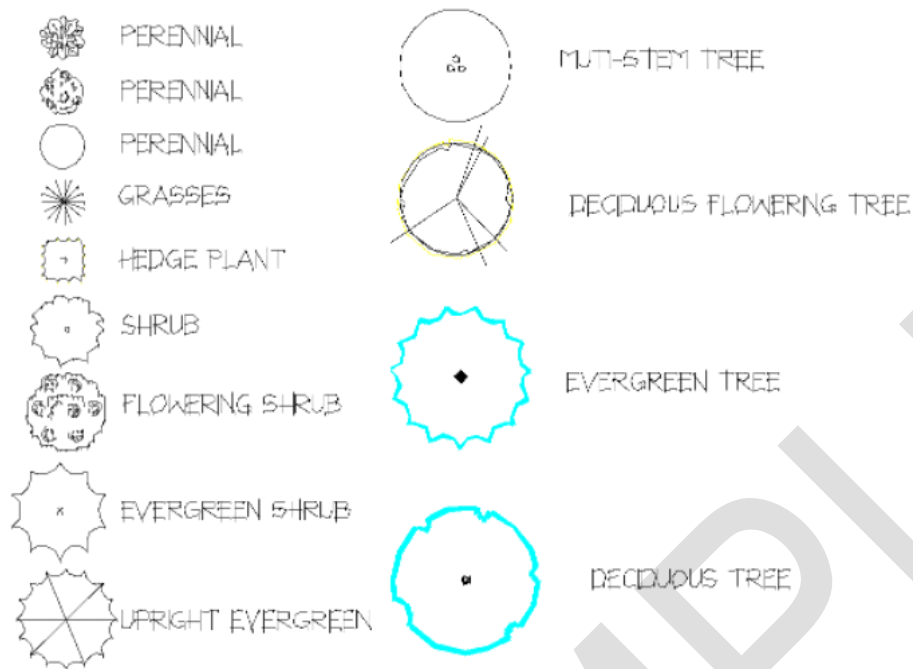 PERENNIAL
PERENNIAL
PERENNIAL
GRASSES
HEDGE PLANT
SHRUB
FLOWERING SHRUB
EVERGREEN SHRUB
UPRIGHT EVERGREEN
MUTI-STEM TREE
DECIDUOUS FLOWERNG TREE
EVERGREEN TREE
DECIDUOUS TREE